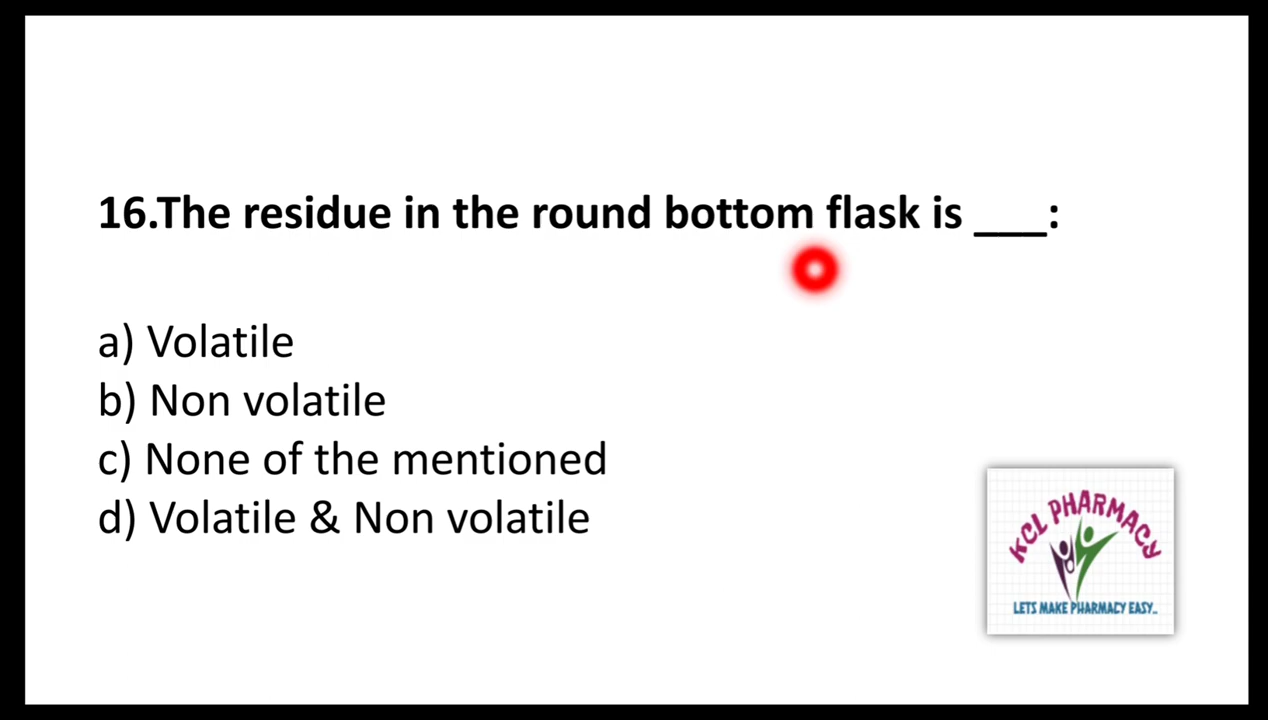 16.The residue in the round bottom flask is ___:
a) Volatile
b) Non volatile
c) None of the mentioned
d) Volatile & Non volatile
KCL PHARMACY
LETS MAKE PHARMACY EASY..